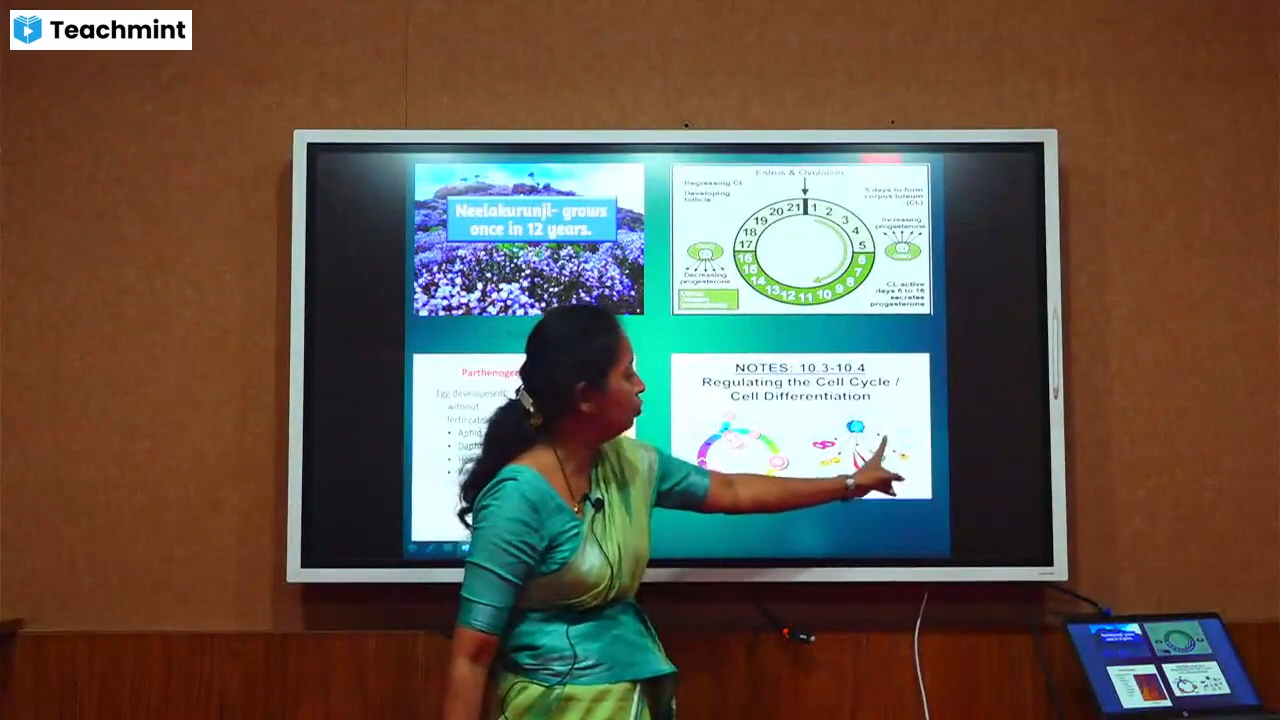 Teachmint
Neelakurunji- grows
once in 12 years.
Estrus & Ovulation
Regressing CL
Developing
follicle
5 days to form
corpus luteum
(CL)
Increasing
progesterone
Decreasing
progesterone
CL active
days 6 to 16
secretes
progesterone
21 1 2 3 4 5 6 7 8 9 10 11 12 13 14 15 16 17 18 19 20
Parthenogen
Egg development
without
fertilizati
• Aphid
• Daph
NOTES: 10.3-10.4
Regulating the Cell Cycle /
Cell Differentiation